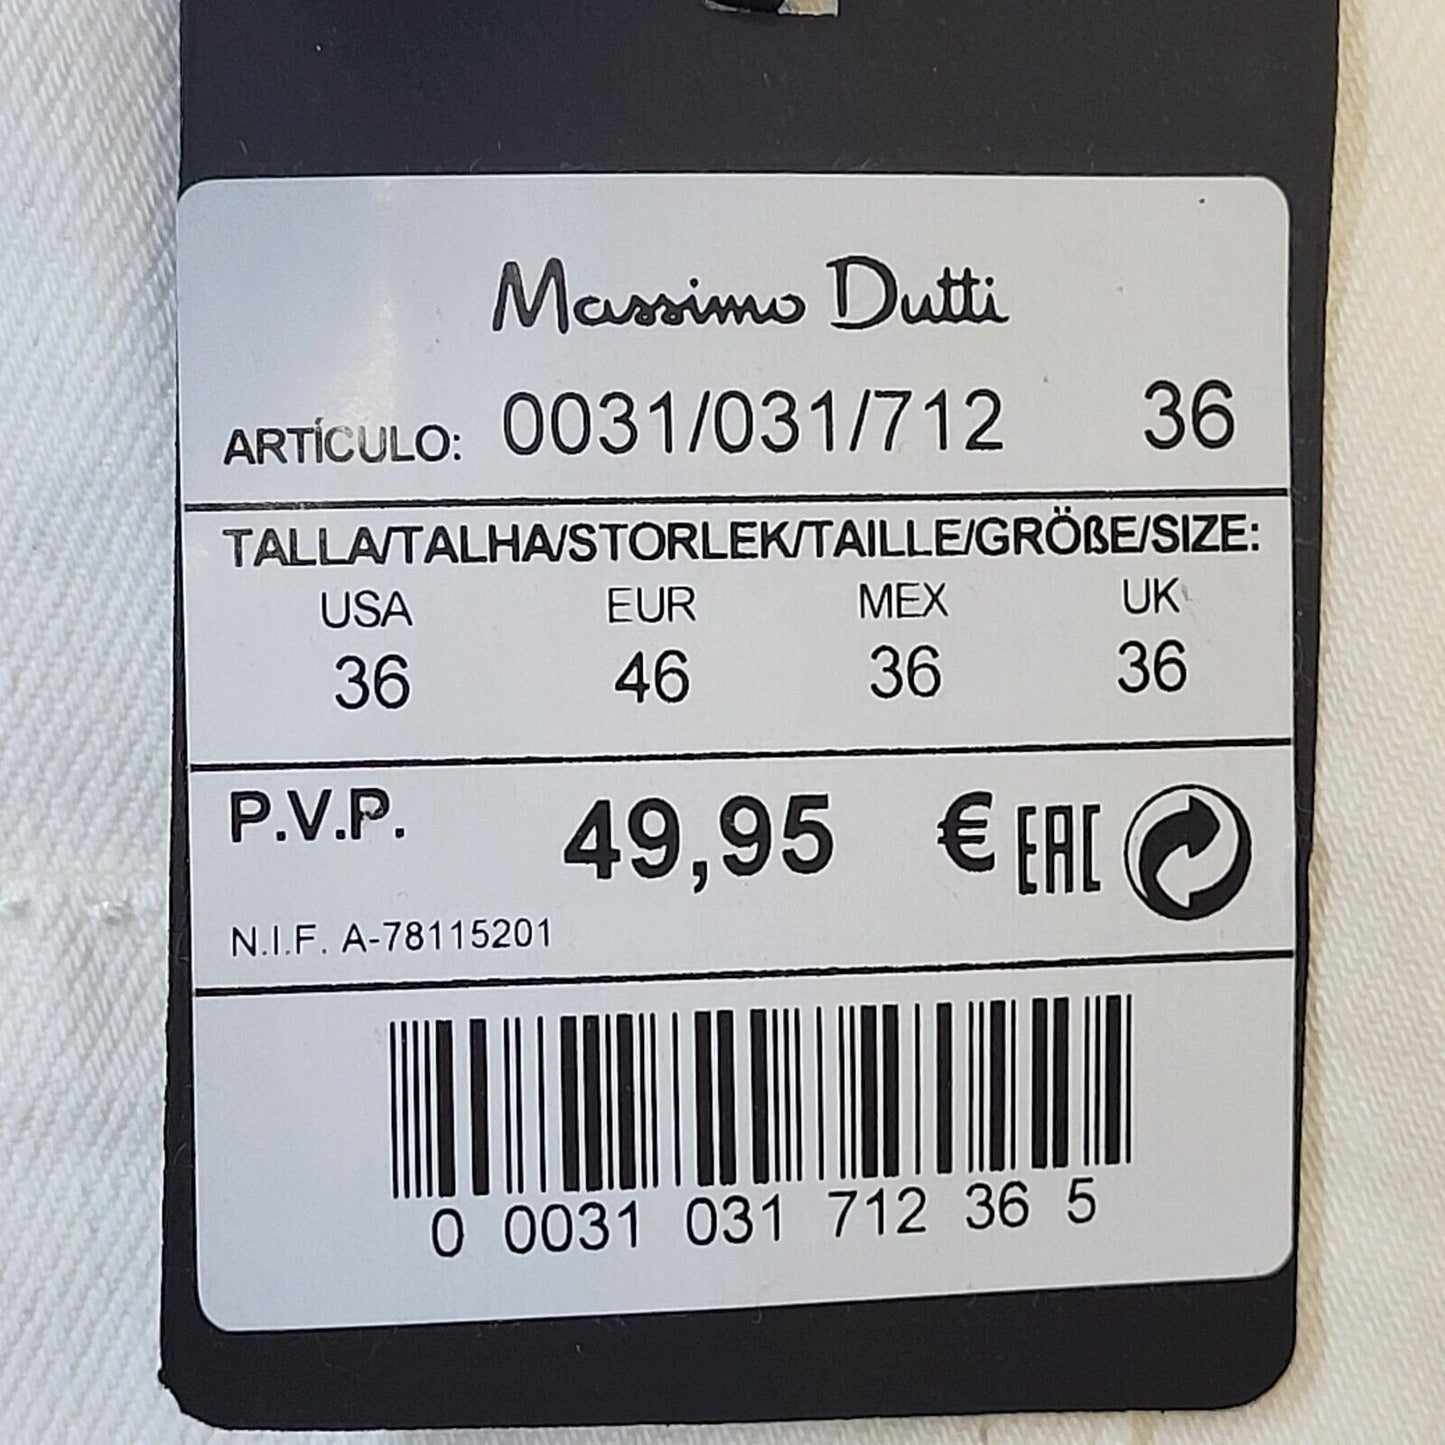 Massimo Dutti
ARTÍCULO: 0031/031/712 36
TALLA/TALHA/STORLEK/TAILLE/GRÖßE/SIZE:
USA EUR MEX UK
36 46 36 36
P.V.P. 49,95 € EAC
N.I.F. A-78115201
0 0031 031 712 36 5